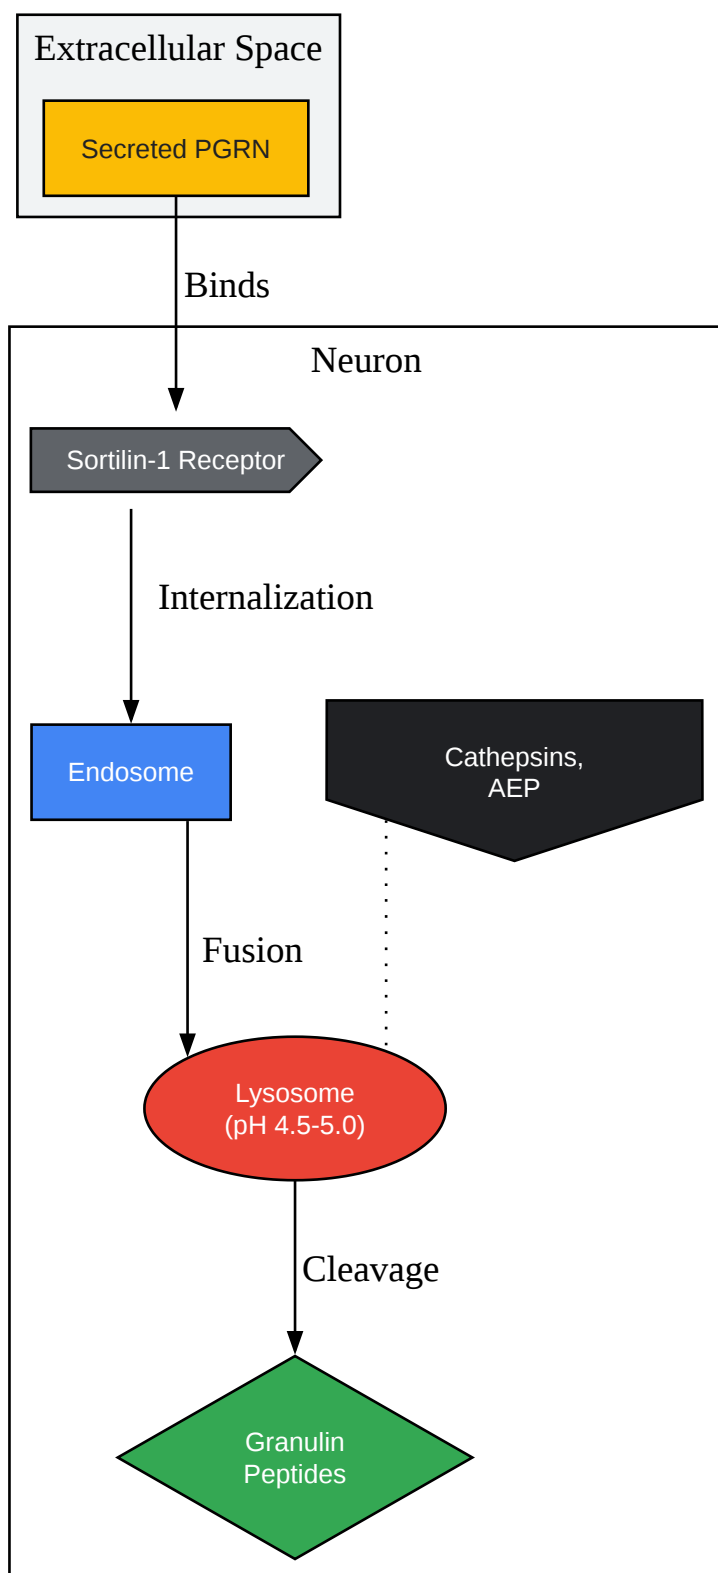 Extracellular Space
Secreted PGRN
Binds
Neuron
Sortilin-1 Receptor
Internalization
Endosome
Cathepsins,
AEP
Fusion
Lysosome
(pH 4.5-5.0)
Cleavage
Granulin
Peptides